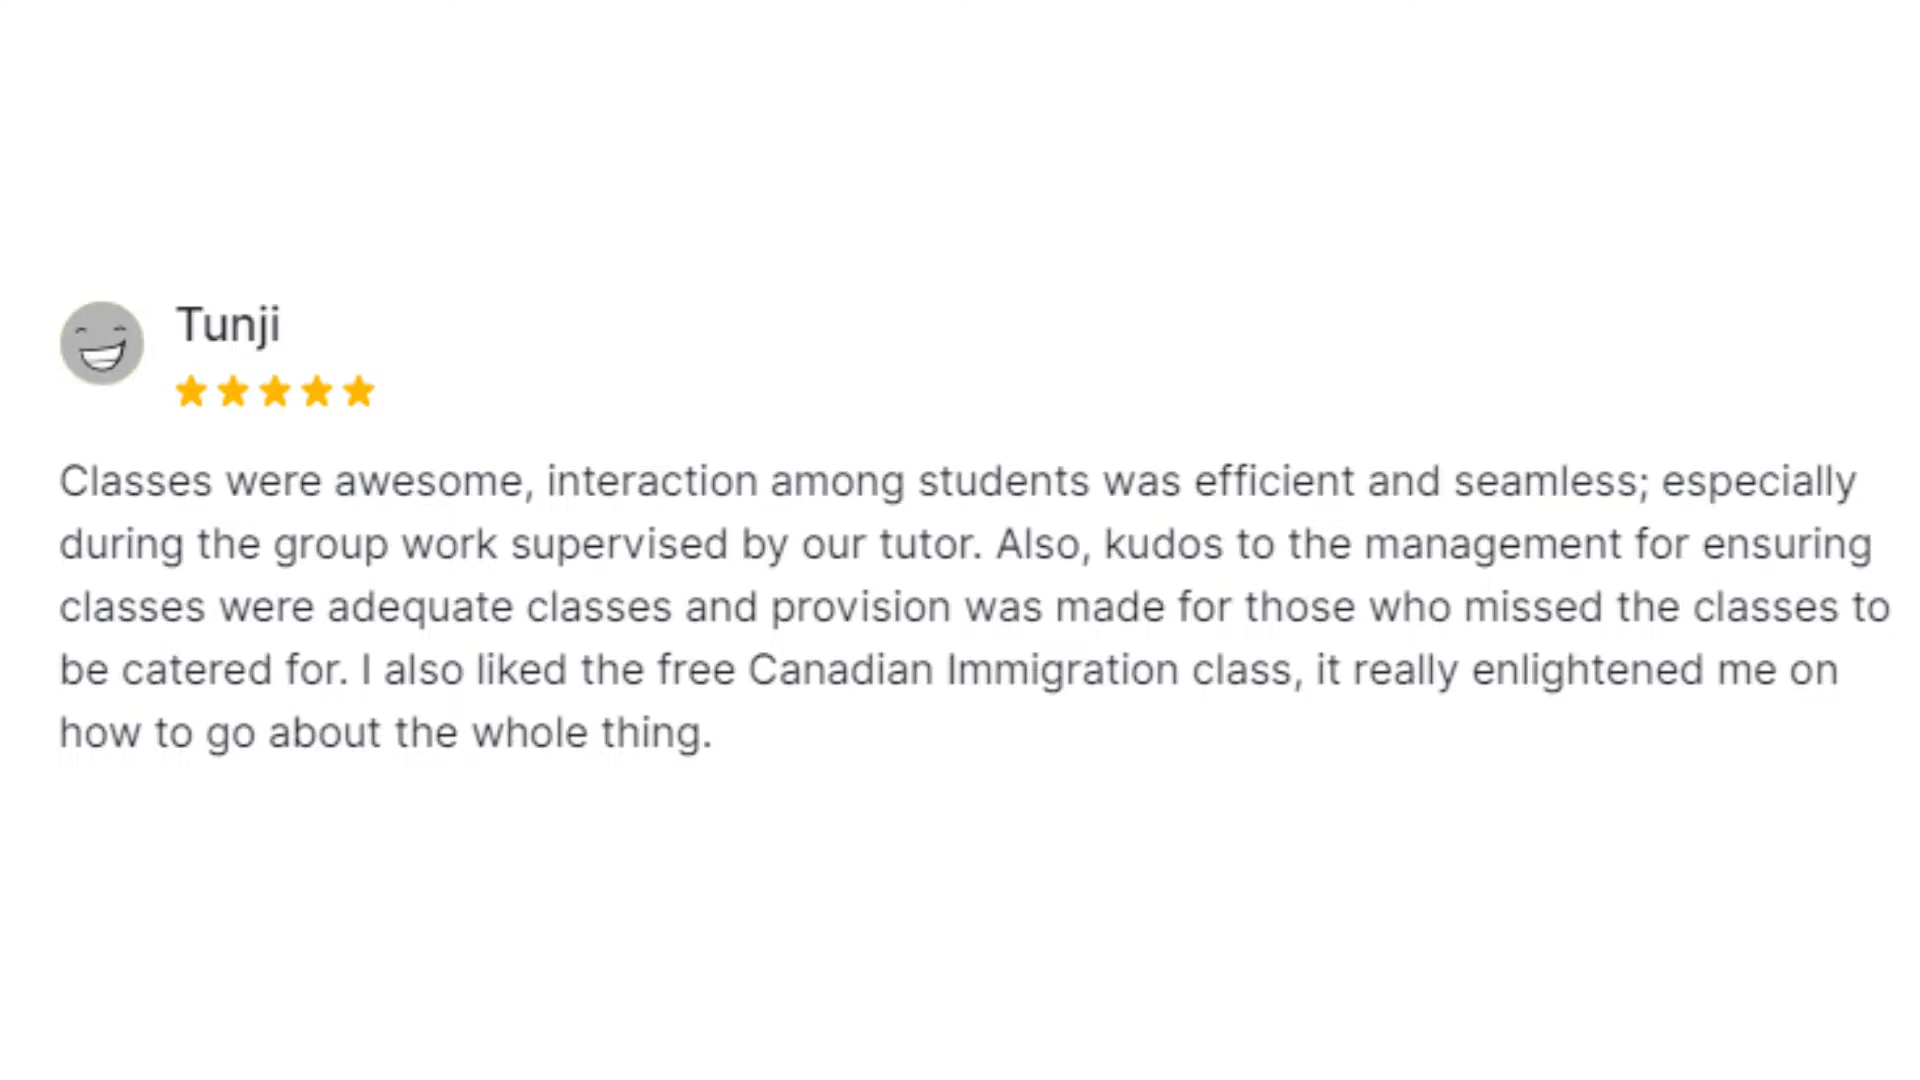 Tunji
Classes were awesome, interaction among students was efficient and seamless; especially
during the group work supervised by our tutor. Also, kudos to the management for ensuring
classes were adequate classes and provision was made for those who missed the classes to
be catered for. I also liked the free Canadian Immigration class, it really enlightened me on
how to go about the whole thing.